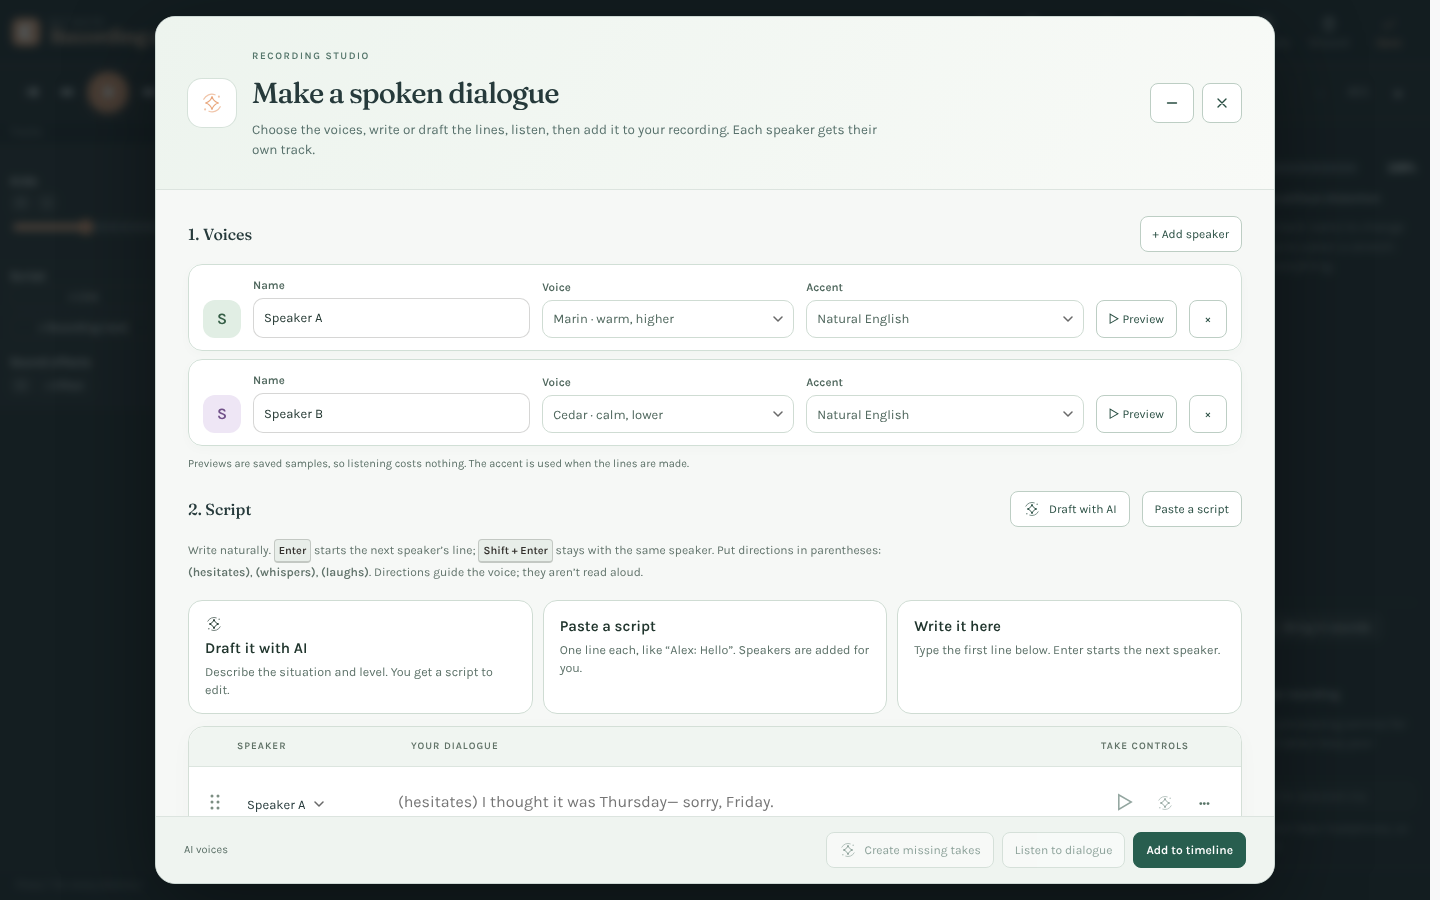 RECORDING STUDIO
Make a spoken dialogue
Choose the voices, write or draft the lines, listen, then add it to your recording. Each speaker gets their
own track.
1. Voices
+ Add speaker
Name
Voice
Accent
S
Speaker A
Marin · warm, higher
Natural English
Preview
×
Name
Voice
Accent
S
Speaker B
Cedar · calm, lower
Natural English
Preview
×
Previews are saved samples, so listening costs nothing. The accent is used when the lines are made.
2. Script
Draft with AI
Paste a script
Write naturally. Enter starts the next speaker’s line; Shift + Enter stays with the same speaker. Put directions in parentheses:
(hesitates), (whispers), (laughs). Directions guide the voice; they aren’t read aloud.
Draft it with AI
Describe the situation and level. You get a script to
edit.
Paste a script
One line each, like “Alex: Hello”. Speakers are added for
you.
Write it here
Type the first line below. Enter starts the next speaker.
SPEAKER
YOUR DIALOGUE
TAKE CONTROLS
Speaker A
(hesitates) I thought it was Thursday— sorry, Friday.
AI voices
Create missing takes
Listen to dialogue
Add to timeline